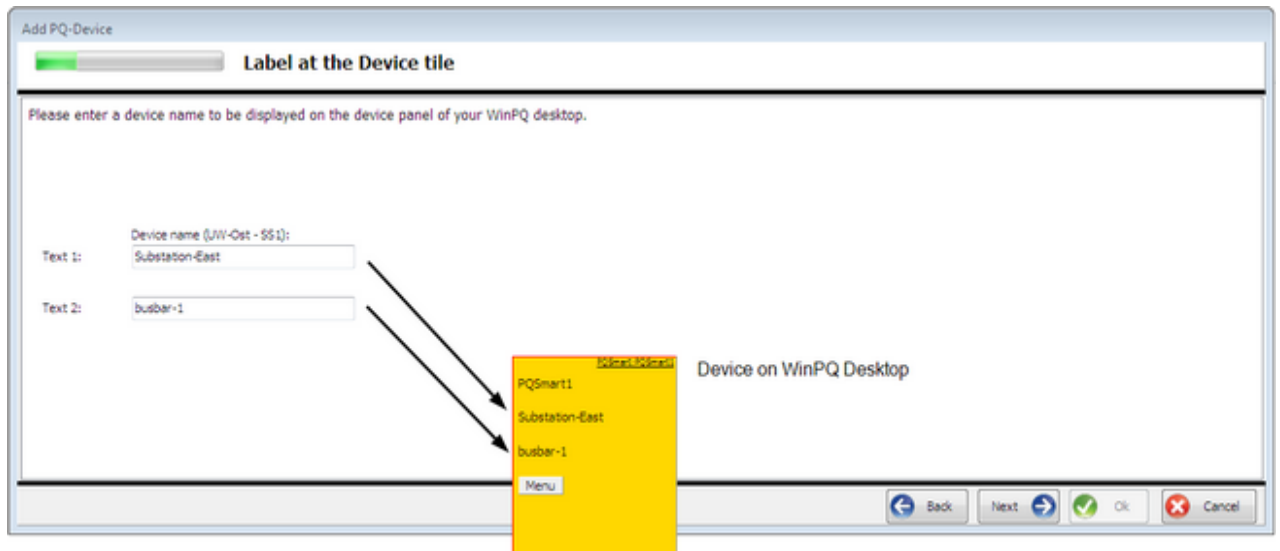 Add PQ-Device
Label at the Device tile
Please enter a device name to be displayed on the device panel of your WinPQ desktop.
Device name (UW-Ost - SS1):
Text 1: Substation-East
Text 2: busbar-1
PQSmart-PQSmart1
PQSmart1
Device on WinPQ Desktop
Substation-East
busbar-1
Menu
Back Next Ok Cancel